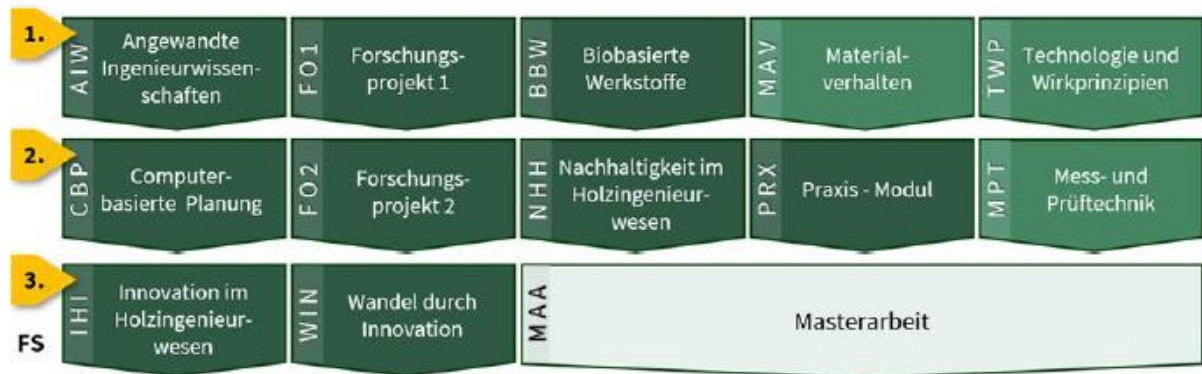 1.
AIW
Angewandte
Ingenieurwissen-
schaften
FO1
Forschungs-
projekt 1
BBW
Biobasierte
Werkstoffe
MAV
Material-
verhalten
TWP
Technologie und
Wirkprinzipien
2.
CBP
Computer-
basierte Planung
FO2
Forschungs-
projekt 2
NHH
Nachhaltigkeit im
Holzingenieur-
wesen
PRX
Praxis - Modul
MPT
Mess- und
Prüftechnik
3.
FS
IHI
Innovation im
Holzingenieur-
wesen
WIN
Wandel durch
Innovation
MAA
Masterarbeit